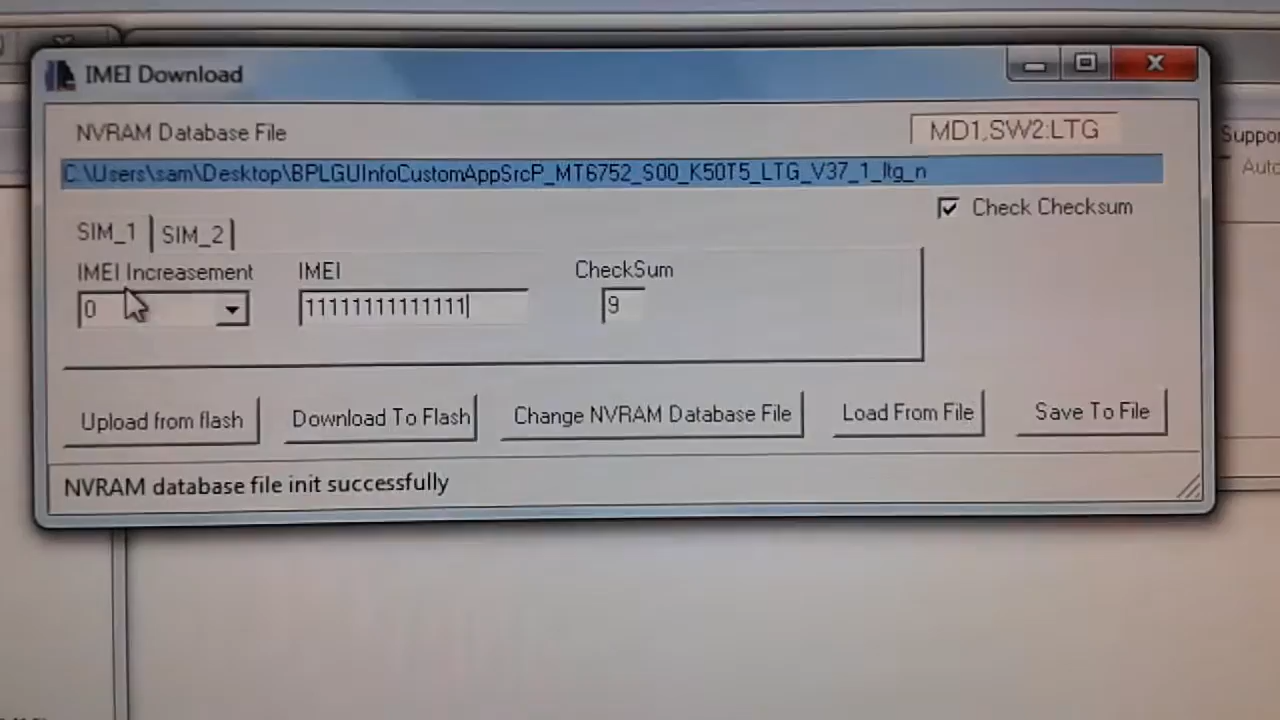 IMEI Download
NVRAM Database File
MD1,SW2:LTG
C:\Users\sam\Desktop\BPLGUInfoCustomAppSrcP_MT6752_S00_K50T5_LTG_V37_1_ltg_n
Check Checksum
SIM_1 SIM_2
IMEI Increasement IMEI CheckSum
0 11111111111111 9
Upload from flash Download To Flash Change NVRAM Database File Load From File Save To File
NVRAM database file init successfully